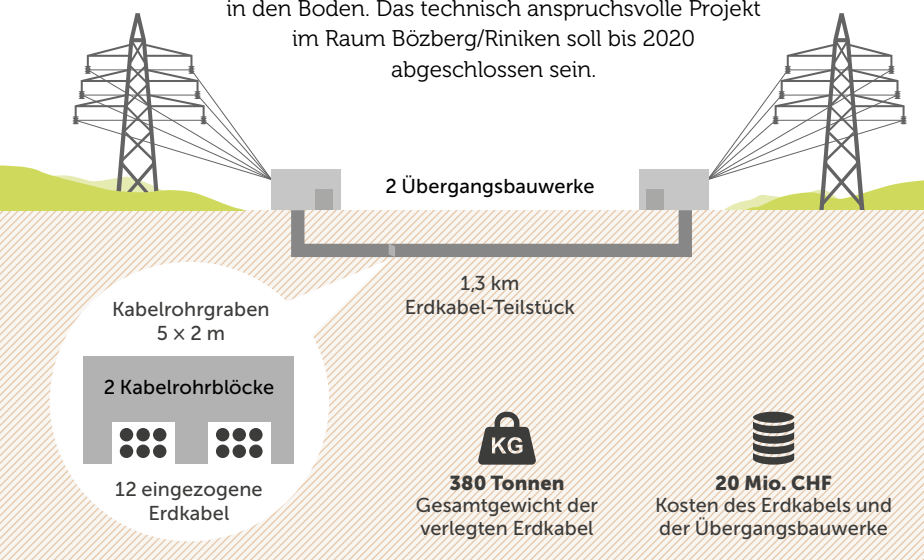 in den Boden. Das technisch anspruchsvolle Projekt
im Raum Bözberg/Riniken soll bis 2020
abgeschlossen sein.
2 Übergangsbauwerke
1,3 km
Erdkabel-Teilstück
Kabelrohrgraben
5 × 2 m
2 Kabelrohrblöcke
12 eingezogene
Erdkabel
KG
380 Tonnen
Gesamtgewicht der
verlegten Erdkabel
20 Mio. CHF
Kosten des Erdkabels und
der Übergangsbauwerke